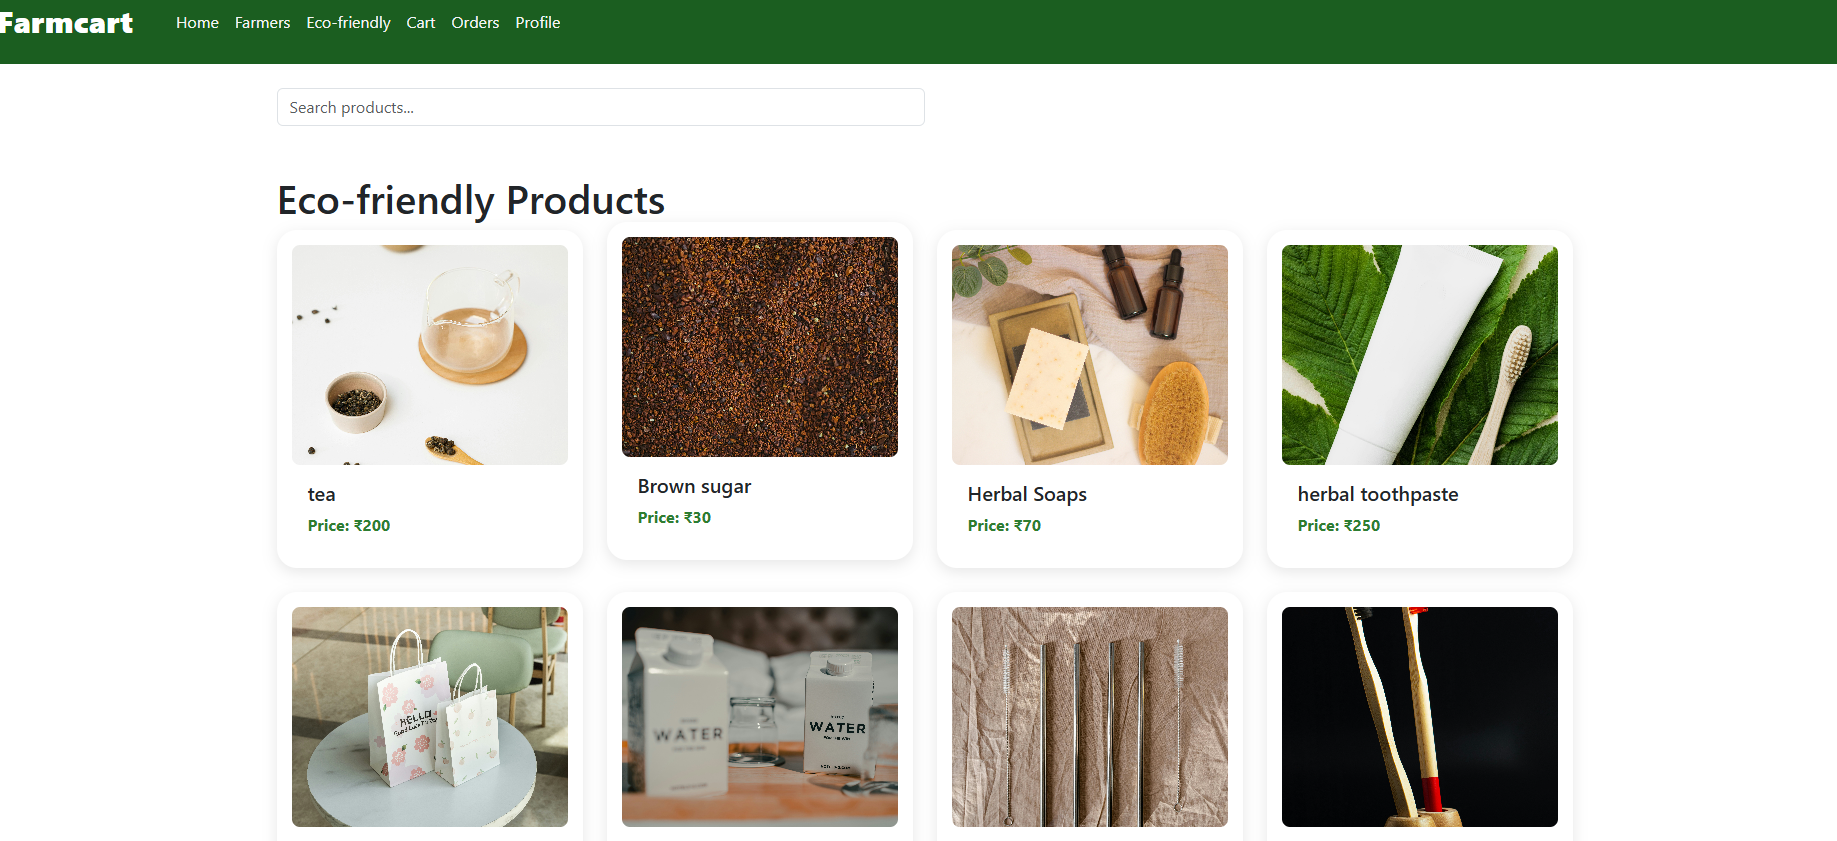 Farmcart Home Farmers Eco-friendly Cart Orders Profile
Search products...
Eco-friendly Products
tea
Price: ₹200
Brown sugar
Price: ₹30
Herbal Soaps
Price: ₹70
herbal toothpaste
Price: ₹250
HELLO
WATER
WATER